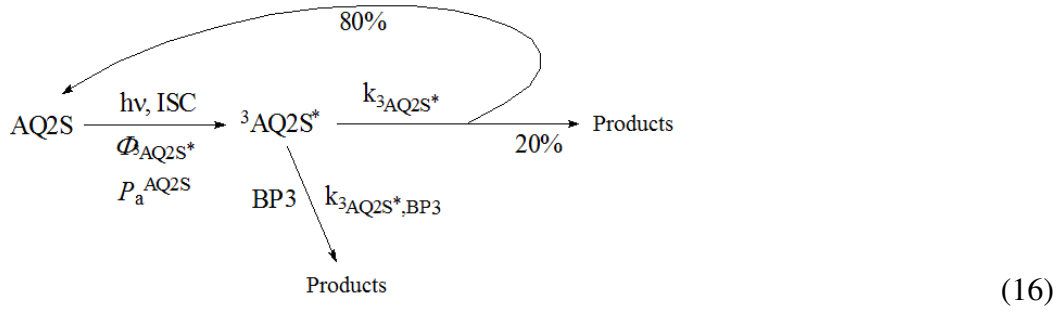 80%
hν, ISC
k₃AQ2S*
AQ2S
³AQ2S*
Products
Φ³AQ2S*
20%
PₐAQ2S
BP3
k₃AQ2S*,BP3
Products
(16)